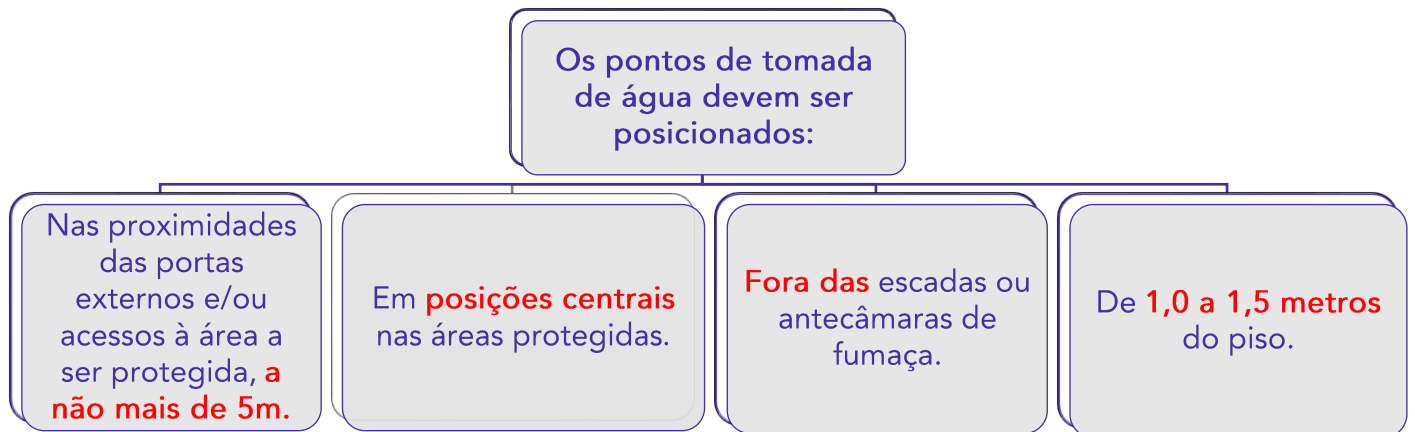 Os pontos de tomada
de água devem ser
posicionados:
Nas proximidades
das portas
externos e/ou
acessos à área a
ser protegida, a
não mais de 5m.
Em posições centrais
nas áreas protegidas.
Fora das escadas ou
antecâmaras de
fumaça.
De 1,0 a 1,5 metros
do piso.